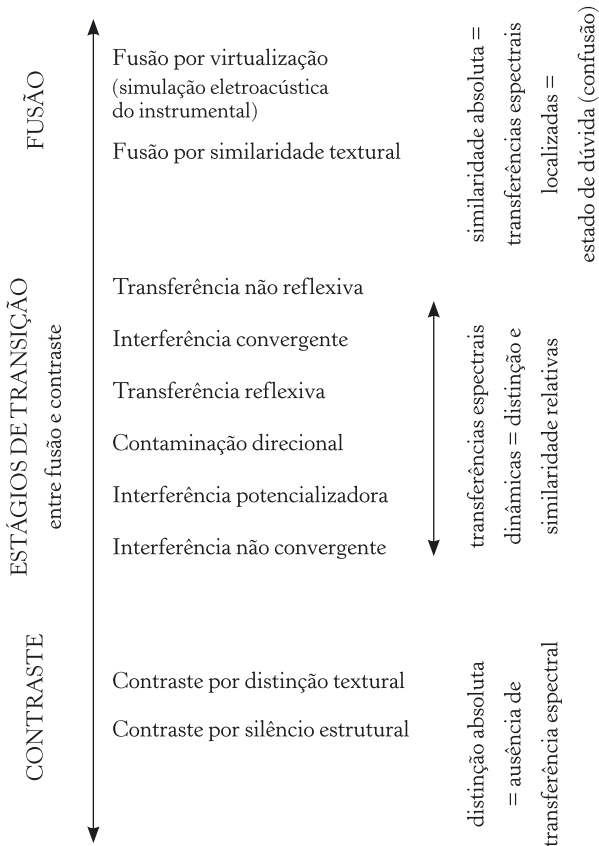 FUSÃO
Fusão por virtualização
(simulação eletroacústica
do instrumental)
Fusão por similaridade textural
similaridade absoluta =
transferências espectrais
localizadas =
estado de dúvida (confusão)
ESTÁGIOS DE TRANSIÇÃO
entre fusão e contraste
Transferência não reflexiva
Interferência convergente
Transferência reflexiva
Contaminação direcional
Interferência potencializadora
Interferência não convergente
transferências espectrais
dinâmicas = distinção e
similaridade relativas
CONTRASTE
Contraste por distinção textural
Contraste por silêncio estrutural
distinção absoluta
= ausência de
transferência espectral